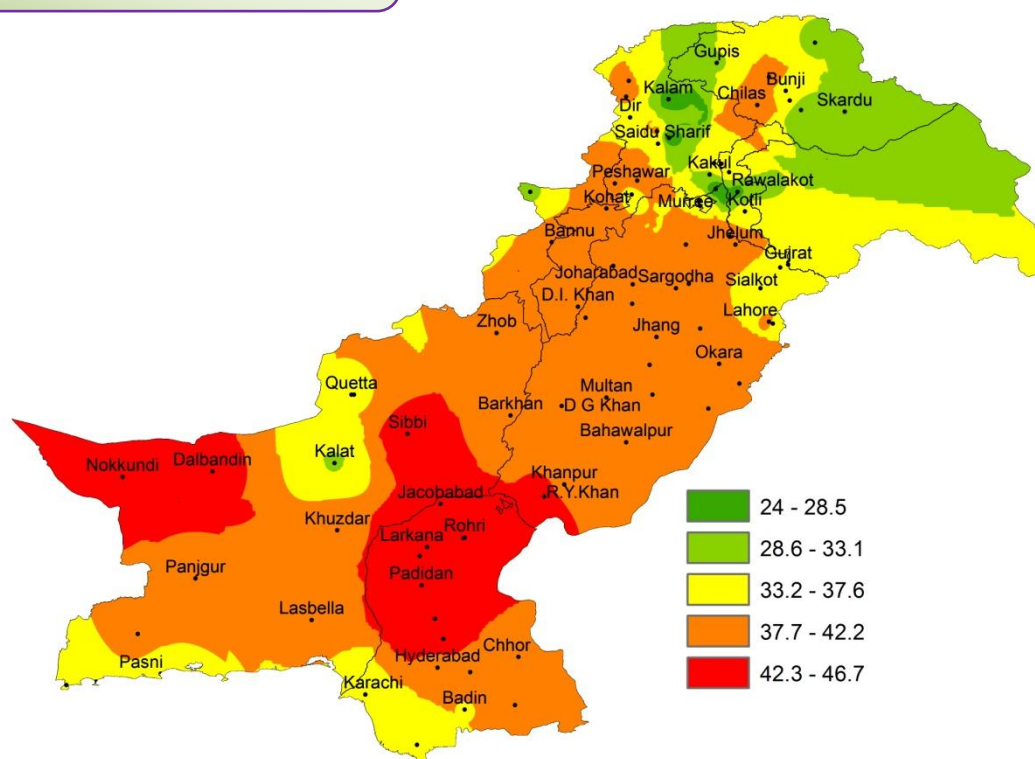 Gupis
Kalam
Bunji
Chilas
Skardu
Dir
Saidu Sharif
Kakul
Peshawar
Rawalakot
Kohat
Murree
Kotli
Bannu
Jhelum
Gujrat
Joharabad
Sargodha
Sialkot
D.I. Khan
Lahore
Zhob
Jhang
Okara
Quetta
Multan
Barkhan
D G Khan
Sibbi
Bahawalpur
Kalat
Nokkundi
Dalbandin
Khanpur
Jacobabad
R.Y.Khan
24 - 28.5
Khuzdar
Rohri
Larkana
28.6 - 33.1
Panjgur
Padidan
33.2 - 37.6
Lasbella
37.7 - 42.2
Chhor
Pasni
Hyderabad
42.3 - 46.7
Karachi
Badin